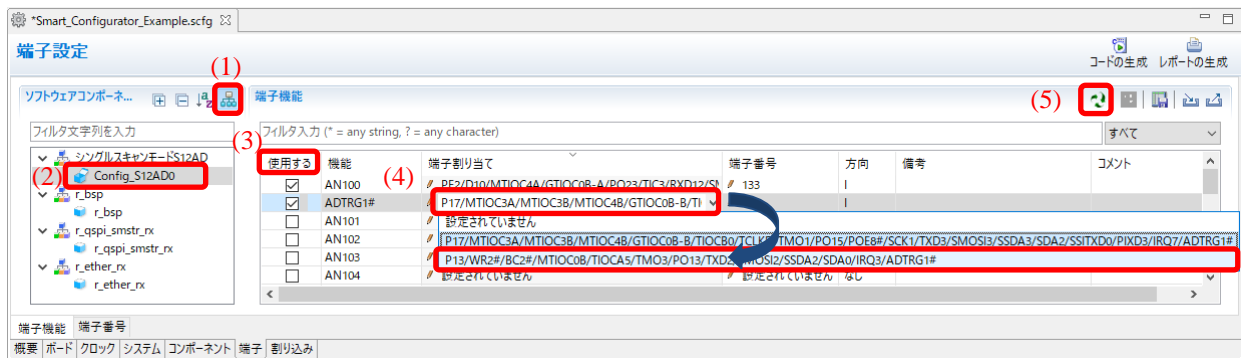 *Smart_Configurator_Example.scfg
端子設定
コードの生成 レポートの生成
(1)
ソフトウェアコンポーネ...
端子機能
(5)
フィルタ文字列を入力
(3)
フィルタ入力 (* = any string, ? = any character)
すべて
使用する 機能 端子割り当て 端子番号 方向 備考 コメント
シングルスキャンモードS12AD
(2) Config_S12AD0
r_bsp
r_bsp
r_qspi_smstr_rx
r_qspi_smstr_rx
r_ether_rx
r_ether_rx
AN100 PE2/D10/MTIOC4A/GTIOC0B-A/PO23/TIC3/RXD12/SM 133 I
(4)
ADTRG1# P17/MTIOC3A/MTIOC3B/MTIOC4B/GTIOC0B-B/TI I
AN101 設定されていません
AN102 P17/MTIOC3A/MTIOC3B/MTIOC4B/GTIOC0B-B/TIOCB0/TCLKD/TMO1/PO15/POE8#/SCK1/TXD3/SMOSI3/SSDA3/SDA2/SSITXD0/PIXD3/IRQ7/ADTRG1#
AN103 P13/WR2#/BC2#/MTIOC0B/TIOCA5/TMO3/PO13/TXD2/SMOSI2/SSDA2/SDA0/IRQ3/ADTRG1#
AN104 設定されていません 設定されていません なし
端子機能 端子番号
概要 ボード クロック システム コンポーネント 端子 割り込み